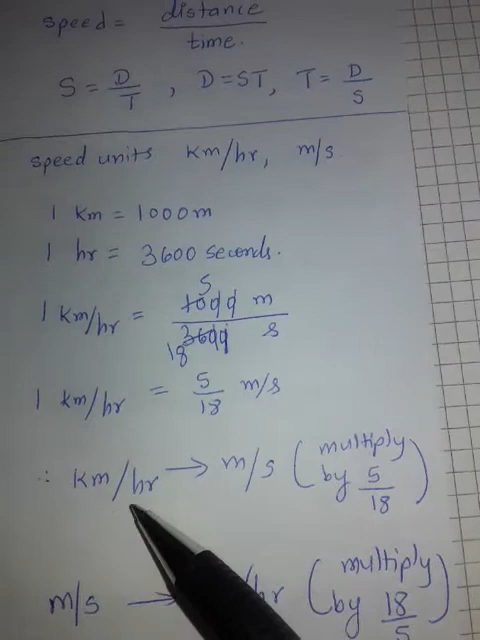 speed = distance / time.
S = D/T , D = ST, T = D/S
speed units km/hr, m/s.
1 km = 1000m
1 hr = 3600 seconds.
1 km/hr = 5 1000 m / 18 3600 s
1 km/hr = 5/18 m/s
∴ km/hr → m/s (multiply by 5/18)
m/s → /hr (multiply by 18/5)